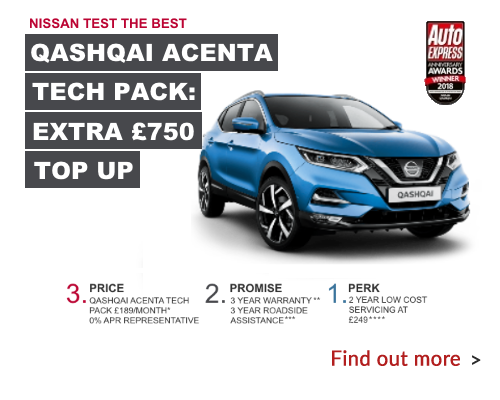 NISSAN TEST THE BEST
QASHQAI ACENTA
TECH PACK:
EXTRA £750
TOP UP
Auto
EXPRESS
ANNIVERSARY
AWARDS
WINNER
2018
QASHQAI
3. PRICE
QASHQAI ACENTA TECH
PACK £189/MONTH*
0% APR REPRESENTATIVE
2. PROMISE
3 YEAR WARRANTY**
3 YEAR ROADSIDE
ASSISTANCE***
1. PERK
2 YEAR LOW COST
SERVICING AT
£249****
Find out more >